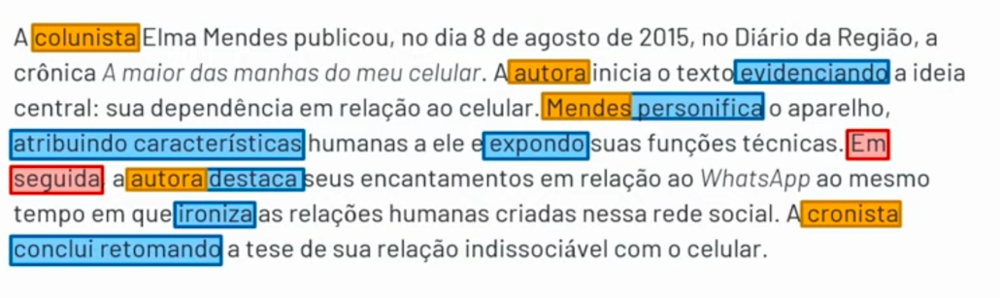 A colunista Elma Mendes publicou, no dia 8 de agosto de 2015, no Diário da Região, a
crônica A maior das manhas do meu celular. A autora inicia o texto evidenciando a ideia
central: sua dependência em relação ao celular. Mendes personifica o aparelho,
atribuindo características humanas a ele e expondo suas funções técnicas. Em
seguida, a autora destaca seus encantamentos em relação ao WhatsApp ao mesmo
tempo em que ironiza as relações humanas criadas nessa rede social. A cronista
conclui retomando a tese de sua relação indissociável com o celular.